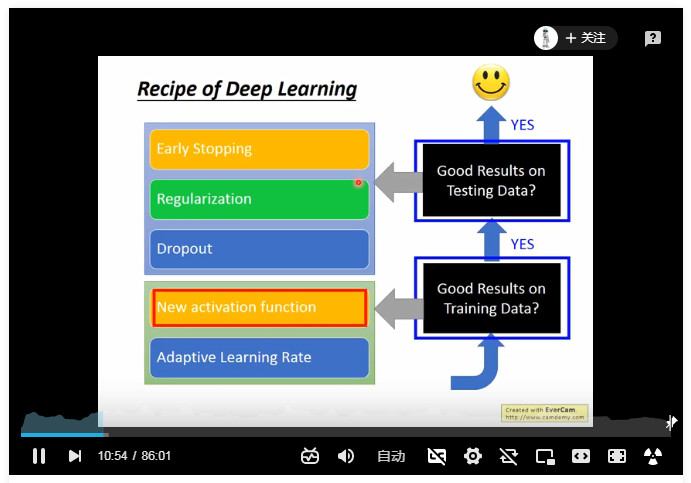 + 关注
Recipe of Deep Learning
YES
Early Stopping
Good Results on
Testing Data?
Regularization
Dropout
YES
New activation function
Good Results on
Training Data?
Adaptive Learning Rate
Created with EverCam.
http://www.camdemy.com
10:54 / 86:01
自动